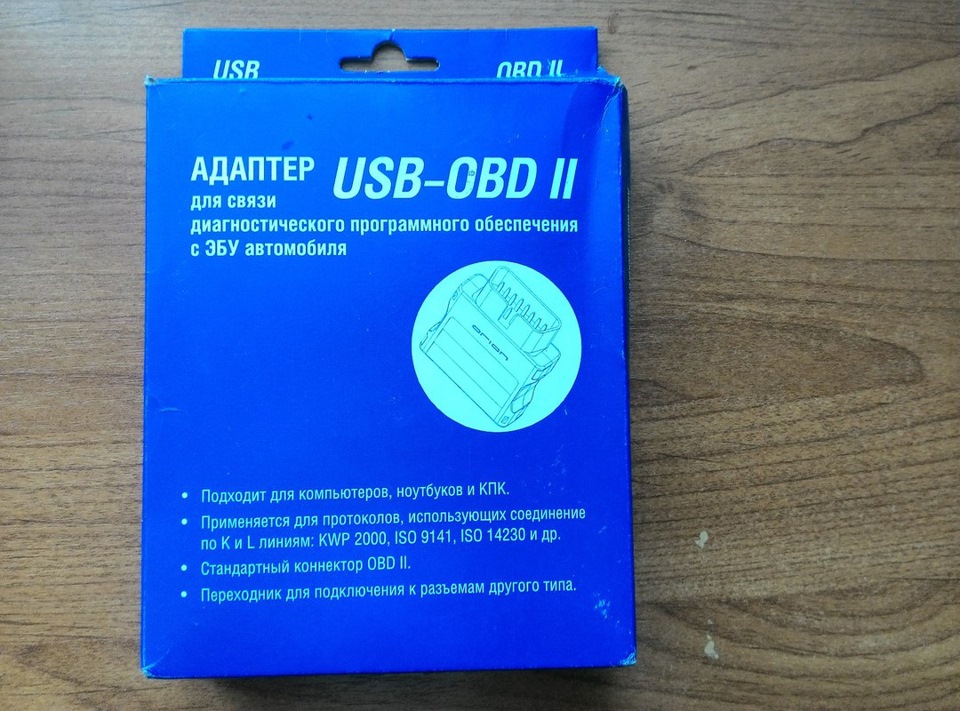 USB OBD II
АДАПТЕР USB-OBD II
для связи
диагностического программного обеспечения
с ЭБУ автомобиля
orion
• Подходит для компьютеров, ноутбуков и КПК.
• Применяется для протоколов, использующих соединение
по K и L линиям: KWP 2000, ISO 9141, ISO 14230 и др.
• Стандартный коннектор OBD II.
• Переходник для подключения к разъемам другого типа.